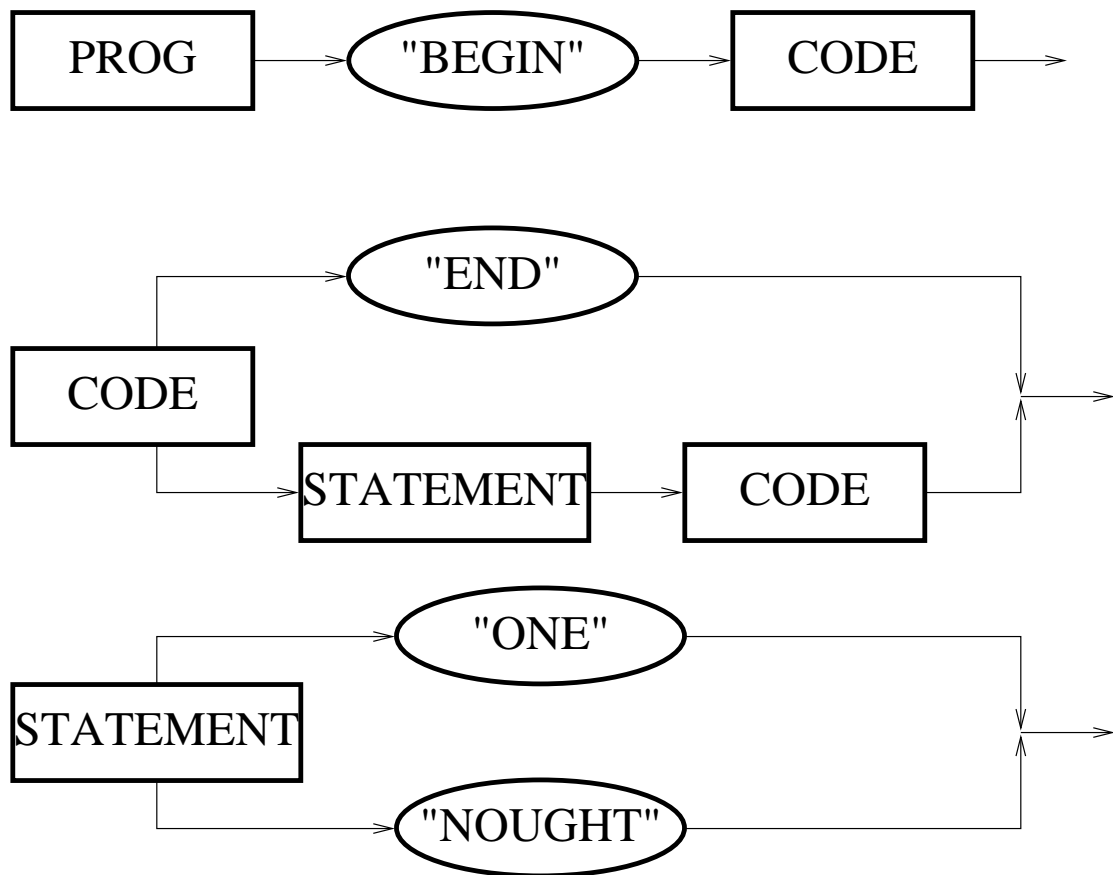 PROG "BEGIN" CODE
"END"
CODE
STATEMENT CODE
"ONE"
STATEMENT
"NOUGHT"